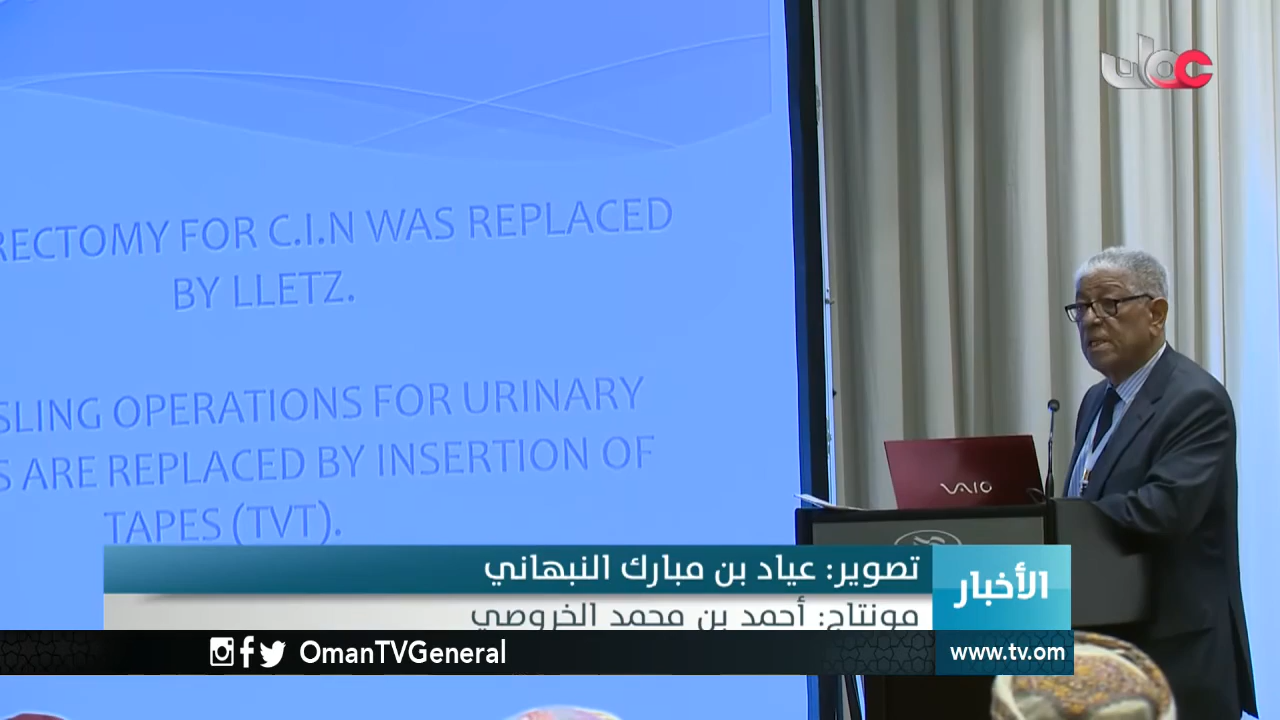 عمان
RECTOMY FOR C.I.N WAS REPLACED
BY LLETZ.
SLING OPERATIONS FOR URINARY
S ARE REPLACED BY INSERTION OF
TAPES (TVT).
VAIO
الأخبار
تصوير: عياد بن مبارك النبهاني
مونتاج: أحمد بن محمد الخروصي
OmanTVGeneral
www.tv.om